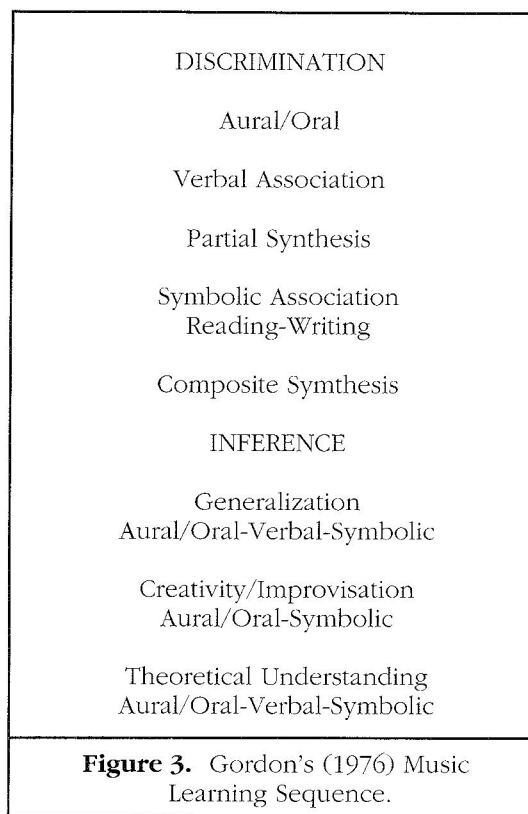 DISCRIMINATION
Aural/Oral
Verbal Association
Partial Synthesis
Symbolic Association
Reading-Writing
Composite Symthesis
INFERENCE
Generalization
Aural/Oral-Verbal-Symbolic
Creativity/Improvisation
Aural/Oral-Symbolic
Theoretical Understanding
Aural/Oral-Verbal-Symbolic
Figure 3. Gordon's (1976) Music
Learning Sequence.